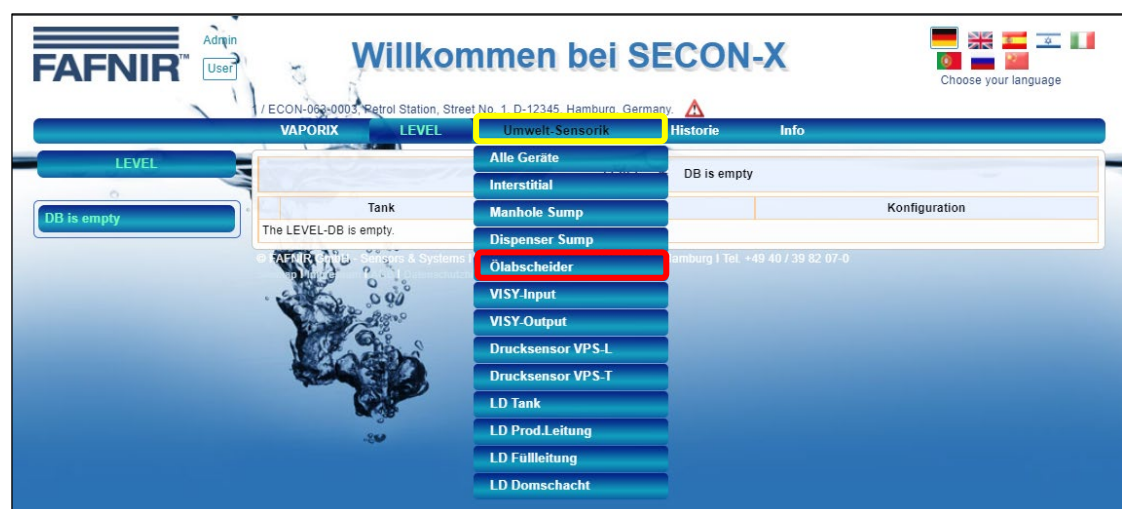 FAFNIR™
Admin
User
Willkommen bei SECON-X
Choose your language
/ ECON-063-0003, Petrol Station, Street No. 1, D-12345, Hamburg, Germany.
VAPORIX LEVEL Umwelt-Sensorik Historie Info
LEVEL
DB is empty
Alle Geräte
Interstitial
Manhole Sump
Dispenser Sump
Ölabscheider
VISY-Input
VISY-Output
Drucksensor VPS-L
Drucksensor VPS-T
LD Tank
LD Prod.Leitung
LD Füllleitung
LD Domschacht
DB is empty
Tank Konfiguration
The LEVEL-DB is empty.
© FAFNIR GmbH - Sensors & Systems | amburg | Tel. +49 40 / 39 82 07-0